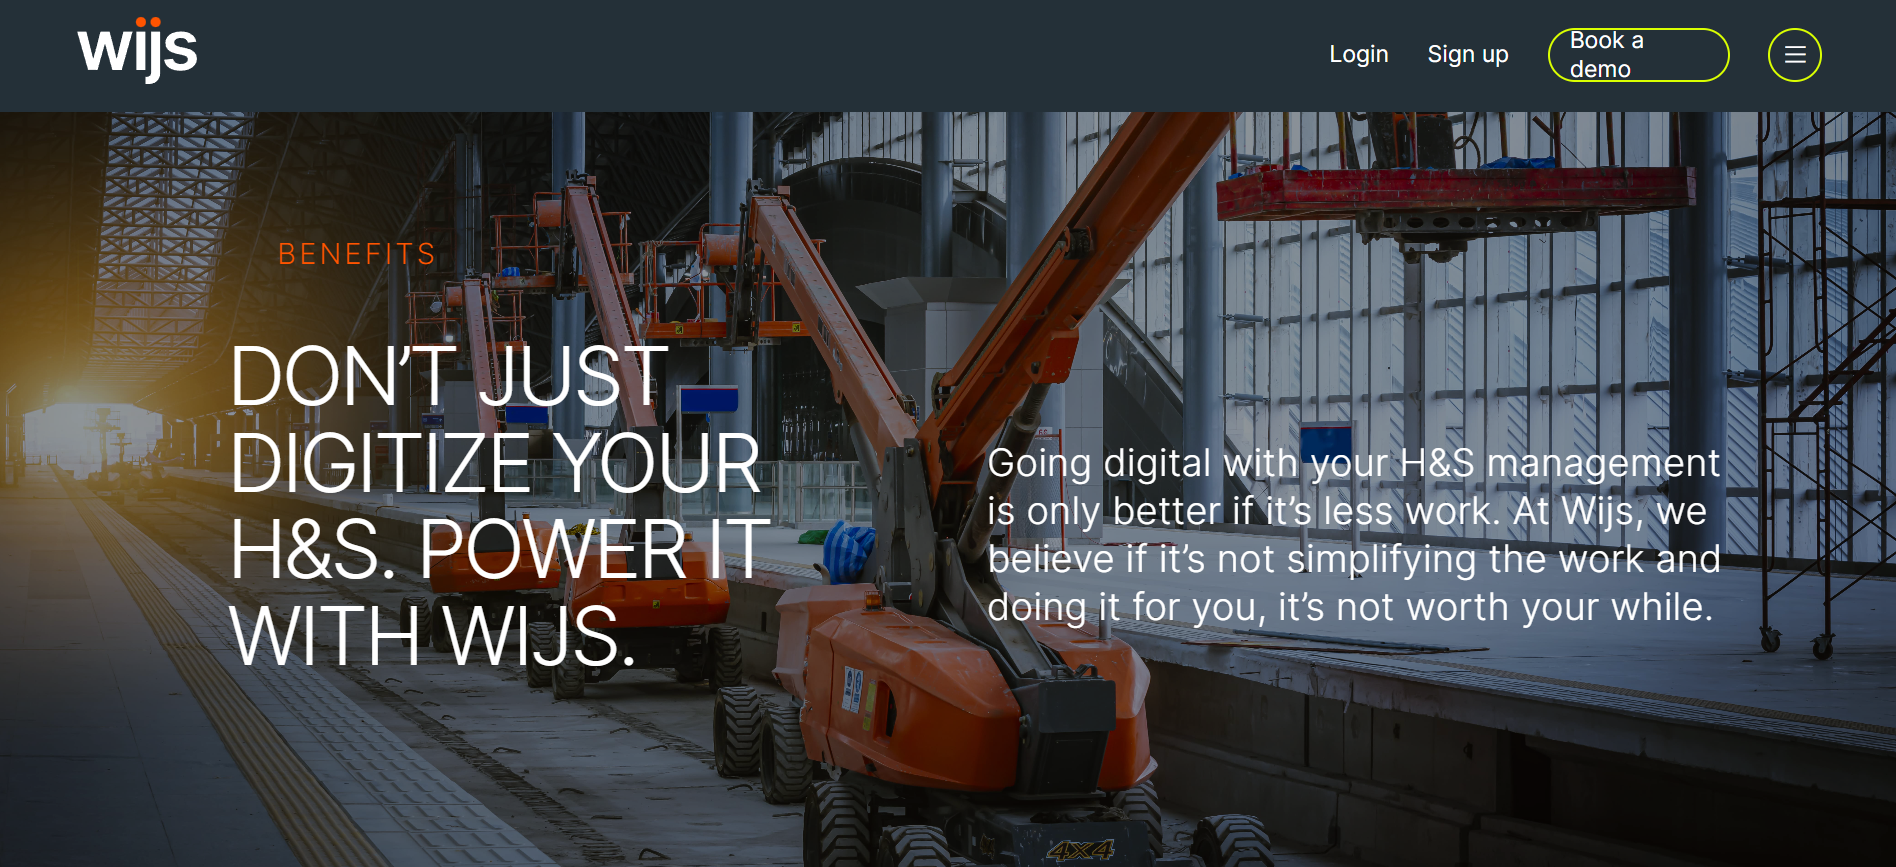 wijs
Login
Sign up
Book a
demo
BENEFITS
DON’T JUST
DIGITIZE YOUR
H&S. POWER IT
WITH WIJS.
Going digital with your H&S management
is only better if it’s less work. At Wijs, we
believe if it’s not simplifying the work and
doing it for you, it’s not worth your while.
4x4